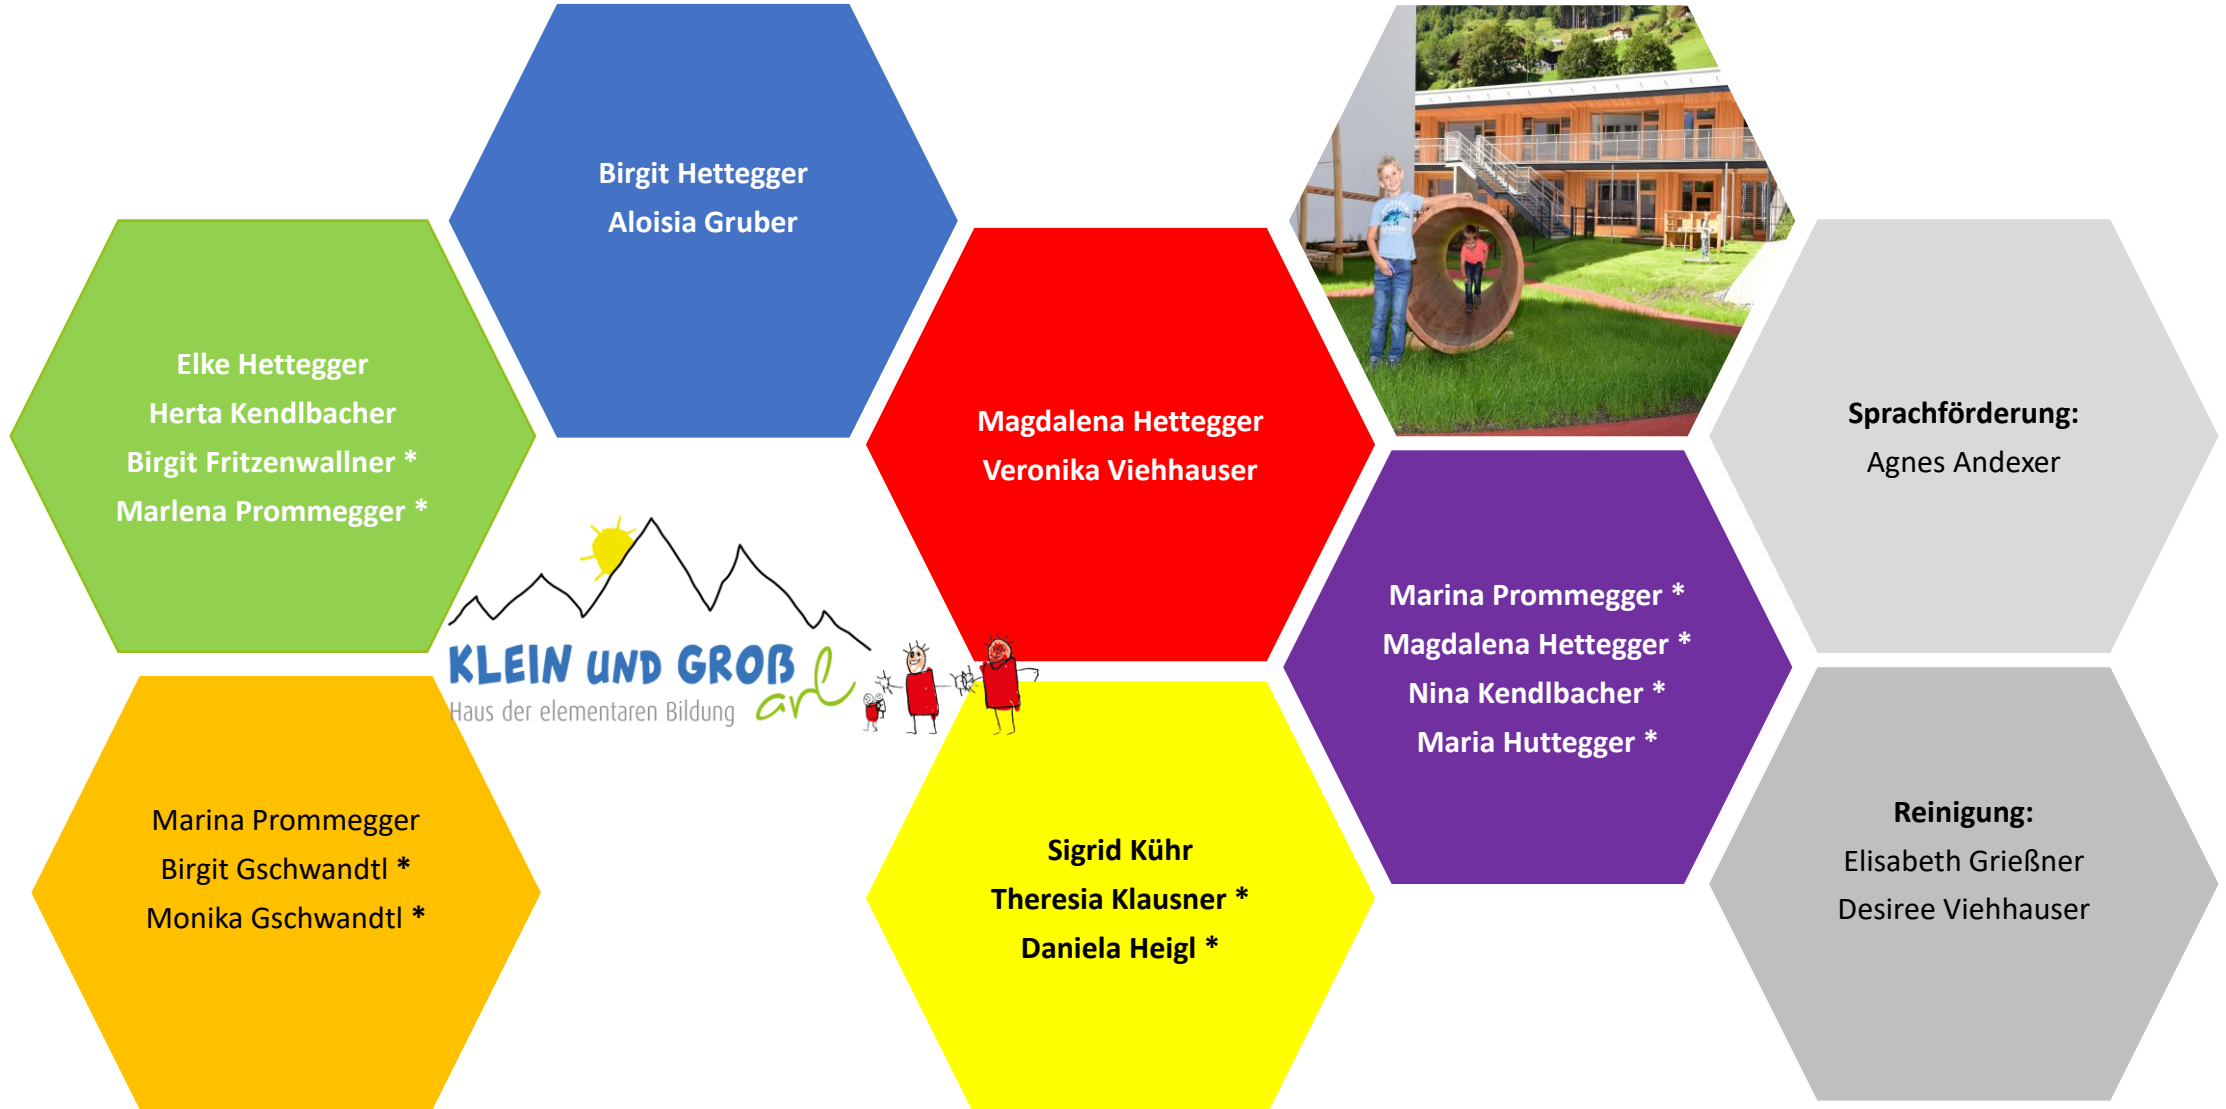 Birgit Hettegger
Aloisia Gruber
Elke Hettegger
Herta Kendlbacher
Birgit Fritzenwallner *
Marlena Prommegger *
Magdalena Hettegger
Veronika Viehhauser
Sprachförderung:
Agnes Andexer
Marina Prommegger *
Magdalena Hettegger *
Nina Kendlbacher *
Maria Huttegger *
KLEIN UND GROß
arl
Haus der elementaren Bildung
Marina Prommegger
Birgit Gschwandtl *
Monika Gschwandtl *
Sigrid Kühr
Theresia Klausner *
Daniela Heigl *
Reinigung:
Elisabeth Grießner
Desiree Viehhauser